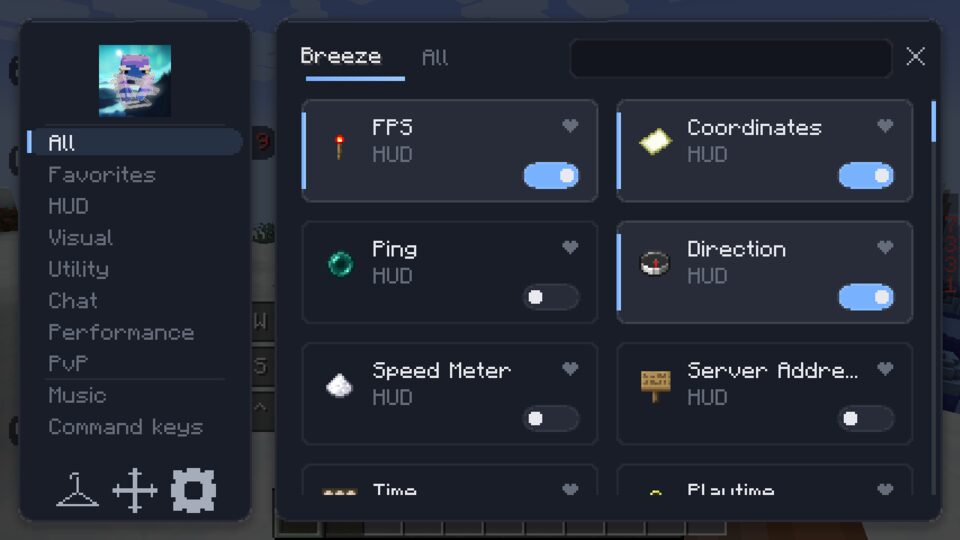 All
Favorites
HUD
Visual
Utility
Chat
Performance
PvP
Music
Command keys
Breeze
All
FPS
HUD
Coordinates
HUD
Ping
HUD
Direction
HUD
Speed Meter
HUD
Server Addre...
HUD
Time
Playtime
9
W
S